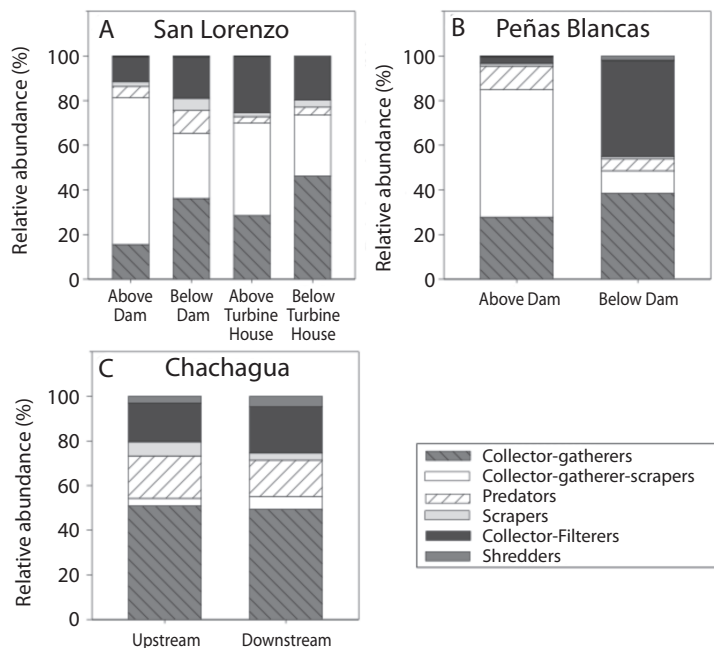 A San Lorenzo
Relative abundance (%)
100
80
60
40
20
0
Above Dam
Below Dam
Above Turbine House
Below Turbine House
B Peñas Blancas
Relative abundance (%)
100
80
60
40
20
0
Above Dam
Below Dam
C Chachagua
Relative abundance (%)
100
80
60
40
20
0
Upstream
Downstream
Collector-gatherers
Collector-gatherer-scrapers
Predators
Scrapers
Collector-Filterers
Shredders